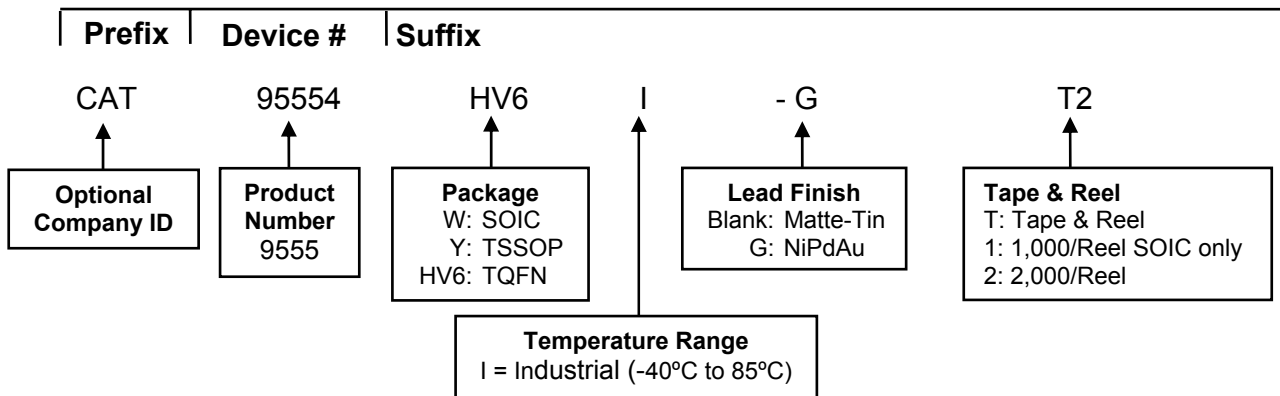 Prefix Device # Suffix
CAT 95554 HV6 I - G T2
Optional
Company ID
Product
Number
9555
Package
W: SOIC
Y: TSSOP
HV6: TQFN
Lead Finish
Blank: Matte-Tin
G: NiPdAu
Tape & Reel
T: Tape & Reel
1: 1,000/Reel SOIC only
2: 2,000/Reel
Temperature Range
I = Industrial (-40ºC to 85ºC)